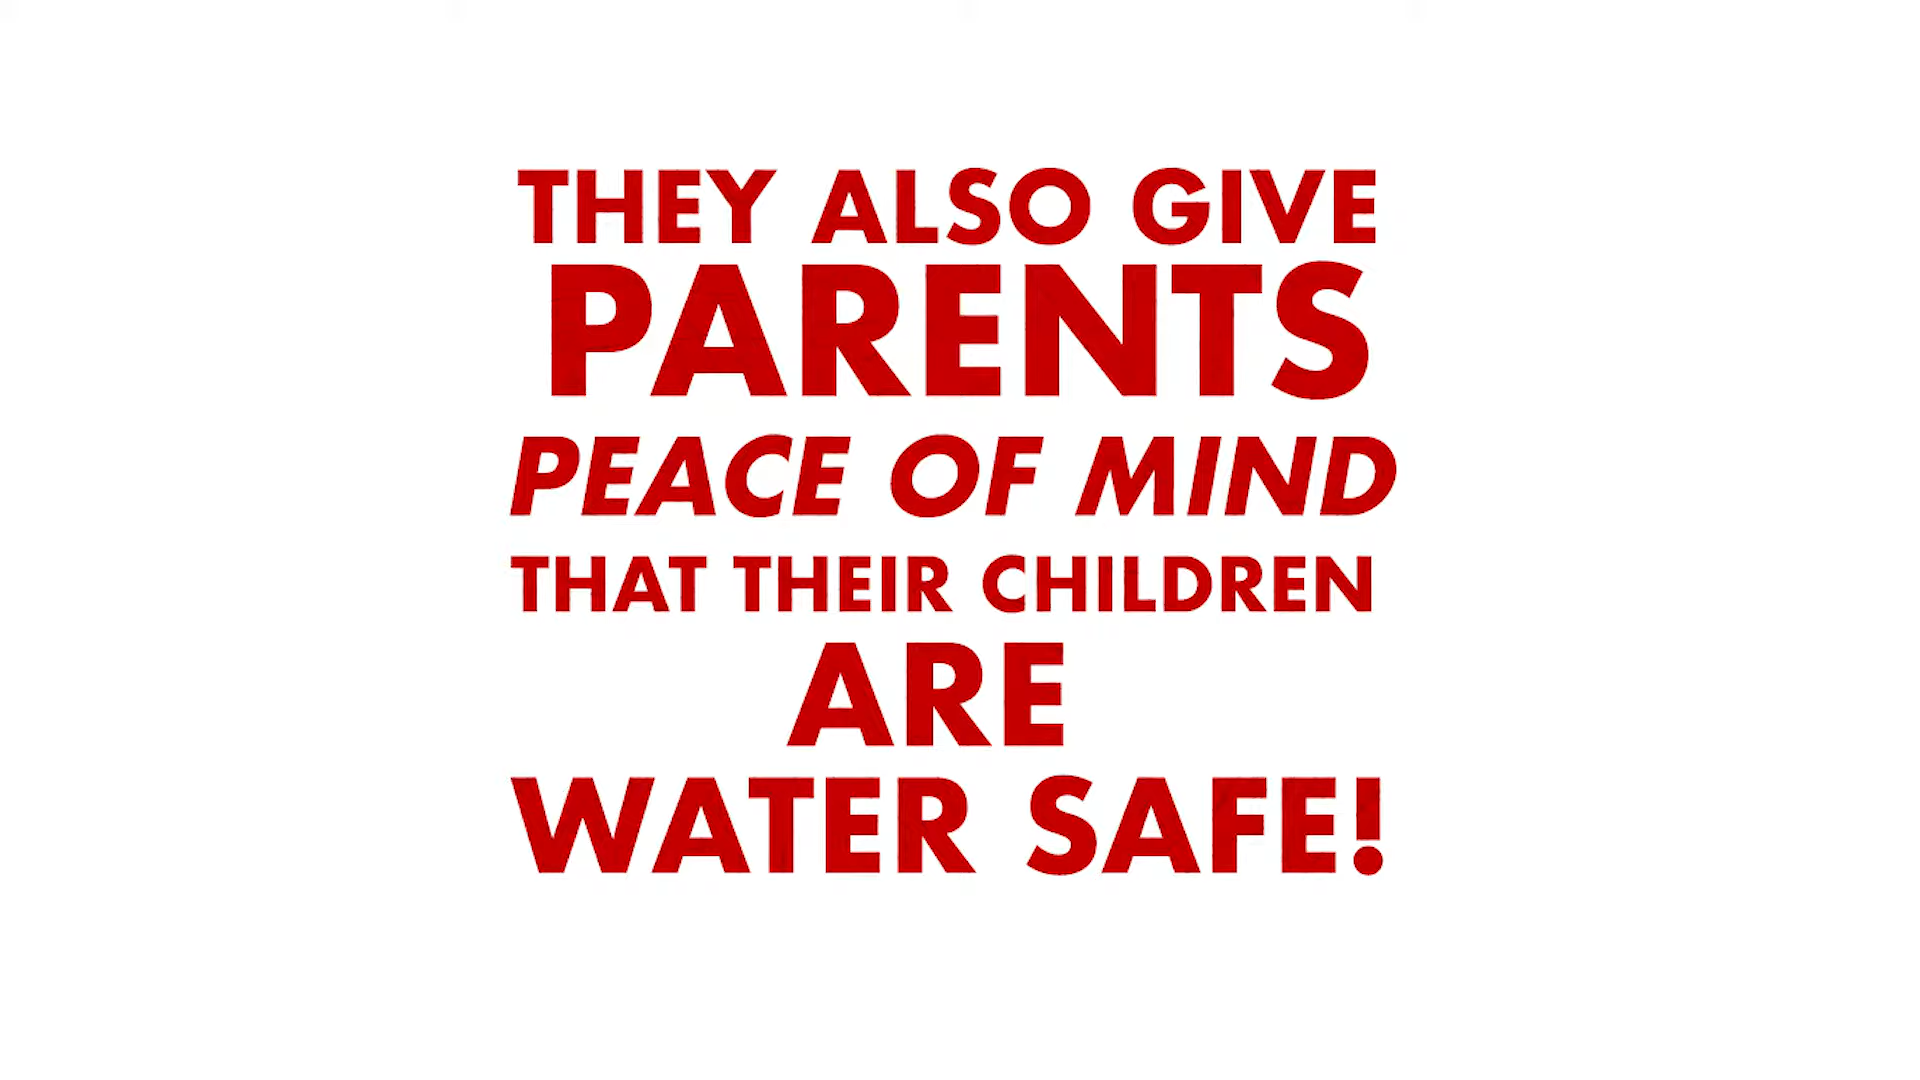 THEY ALSO GIVE
PARENTS
PEACE OF MIND
THAT THEIR CHILDREN
ARE
WATER SAFE!